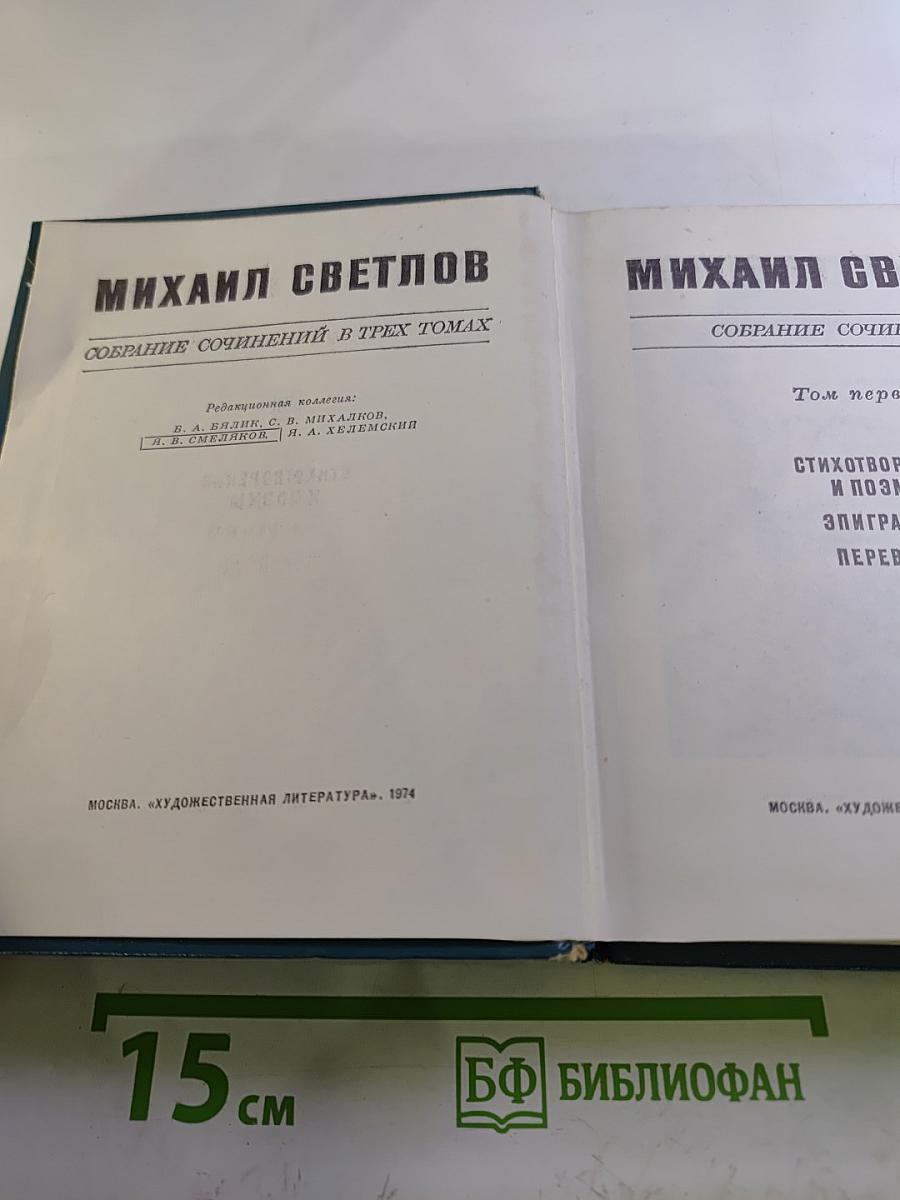 МИХАИЛ СВЕТЛОВ
СОБРАНИЕ СОЧИНЕНИЙ В ТРЕХ ТОМАХ
Редакционная коллегия:
Б. А. БЯЛИК, С. В. МИХАЛКОВ,
Я. В. СМЕЛЯКОВ, Я. А. ХЕЛЕМСКИЙ
МОСКВА. «ХУДОЖЕСТВЕННАЯ ЛИТЕРАТУРА». 1974
МИХАИЛ СВ
СОБРАНИЕ СОЧИ
Том перв
СТИХОТВОР
И ПОЭМ
ЭПИГРА
ПЕРЕВ
МОСКВА. «ХУДОЖЕ
15 см
БФ БИБЛИОФАН